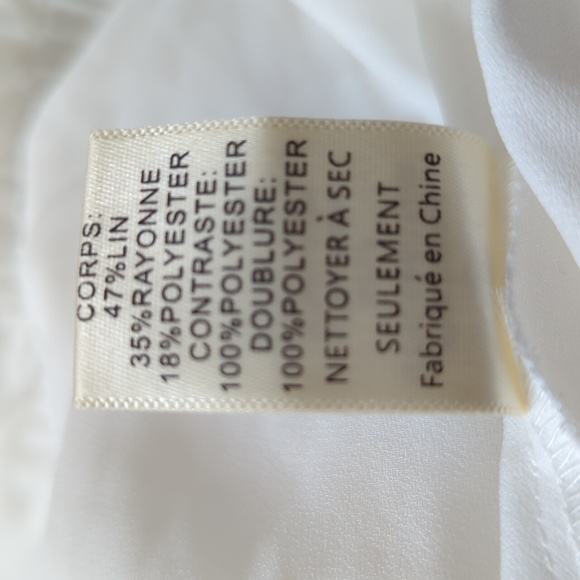 CORPS:
47%LIN
35%RAYONNE
18%POLYESTER
CONTRASTE:
100%POLYESTER
DOUBLURE:
100%POLYESTER
NETTOYER À SEC
SEULEMENT
Fabriqué en Chine